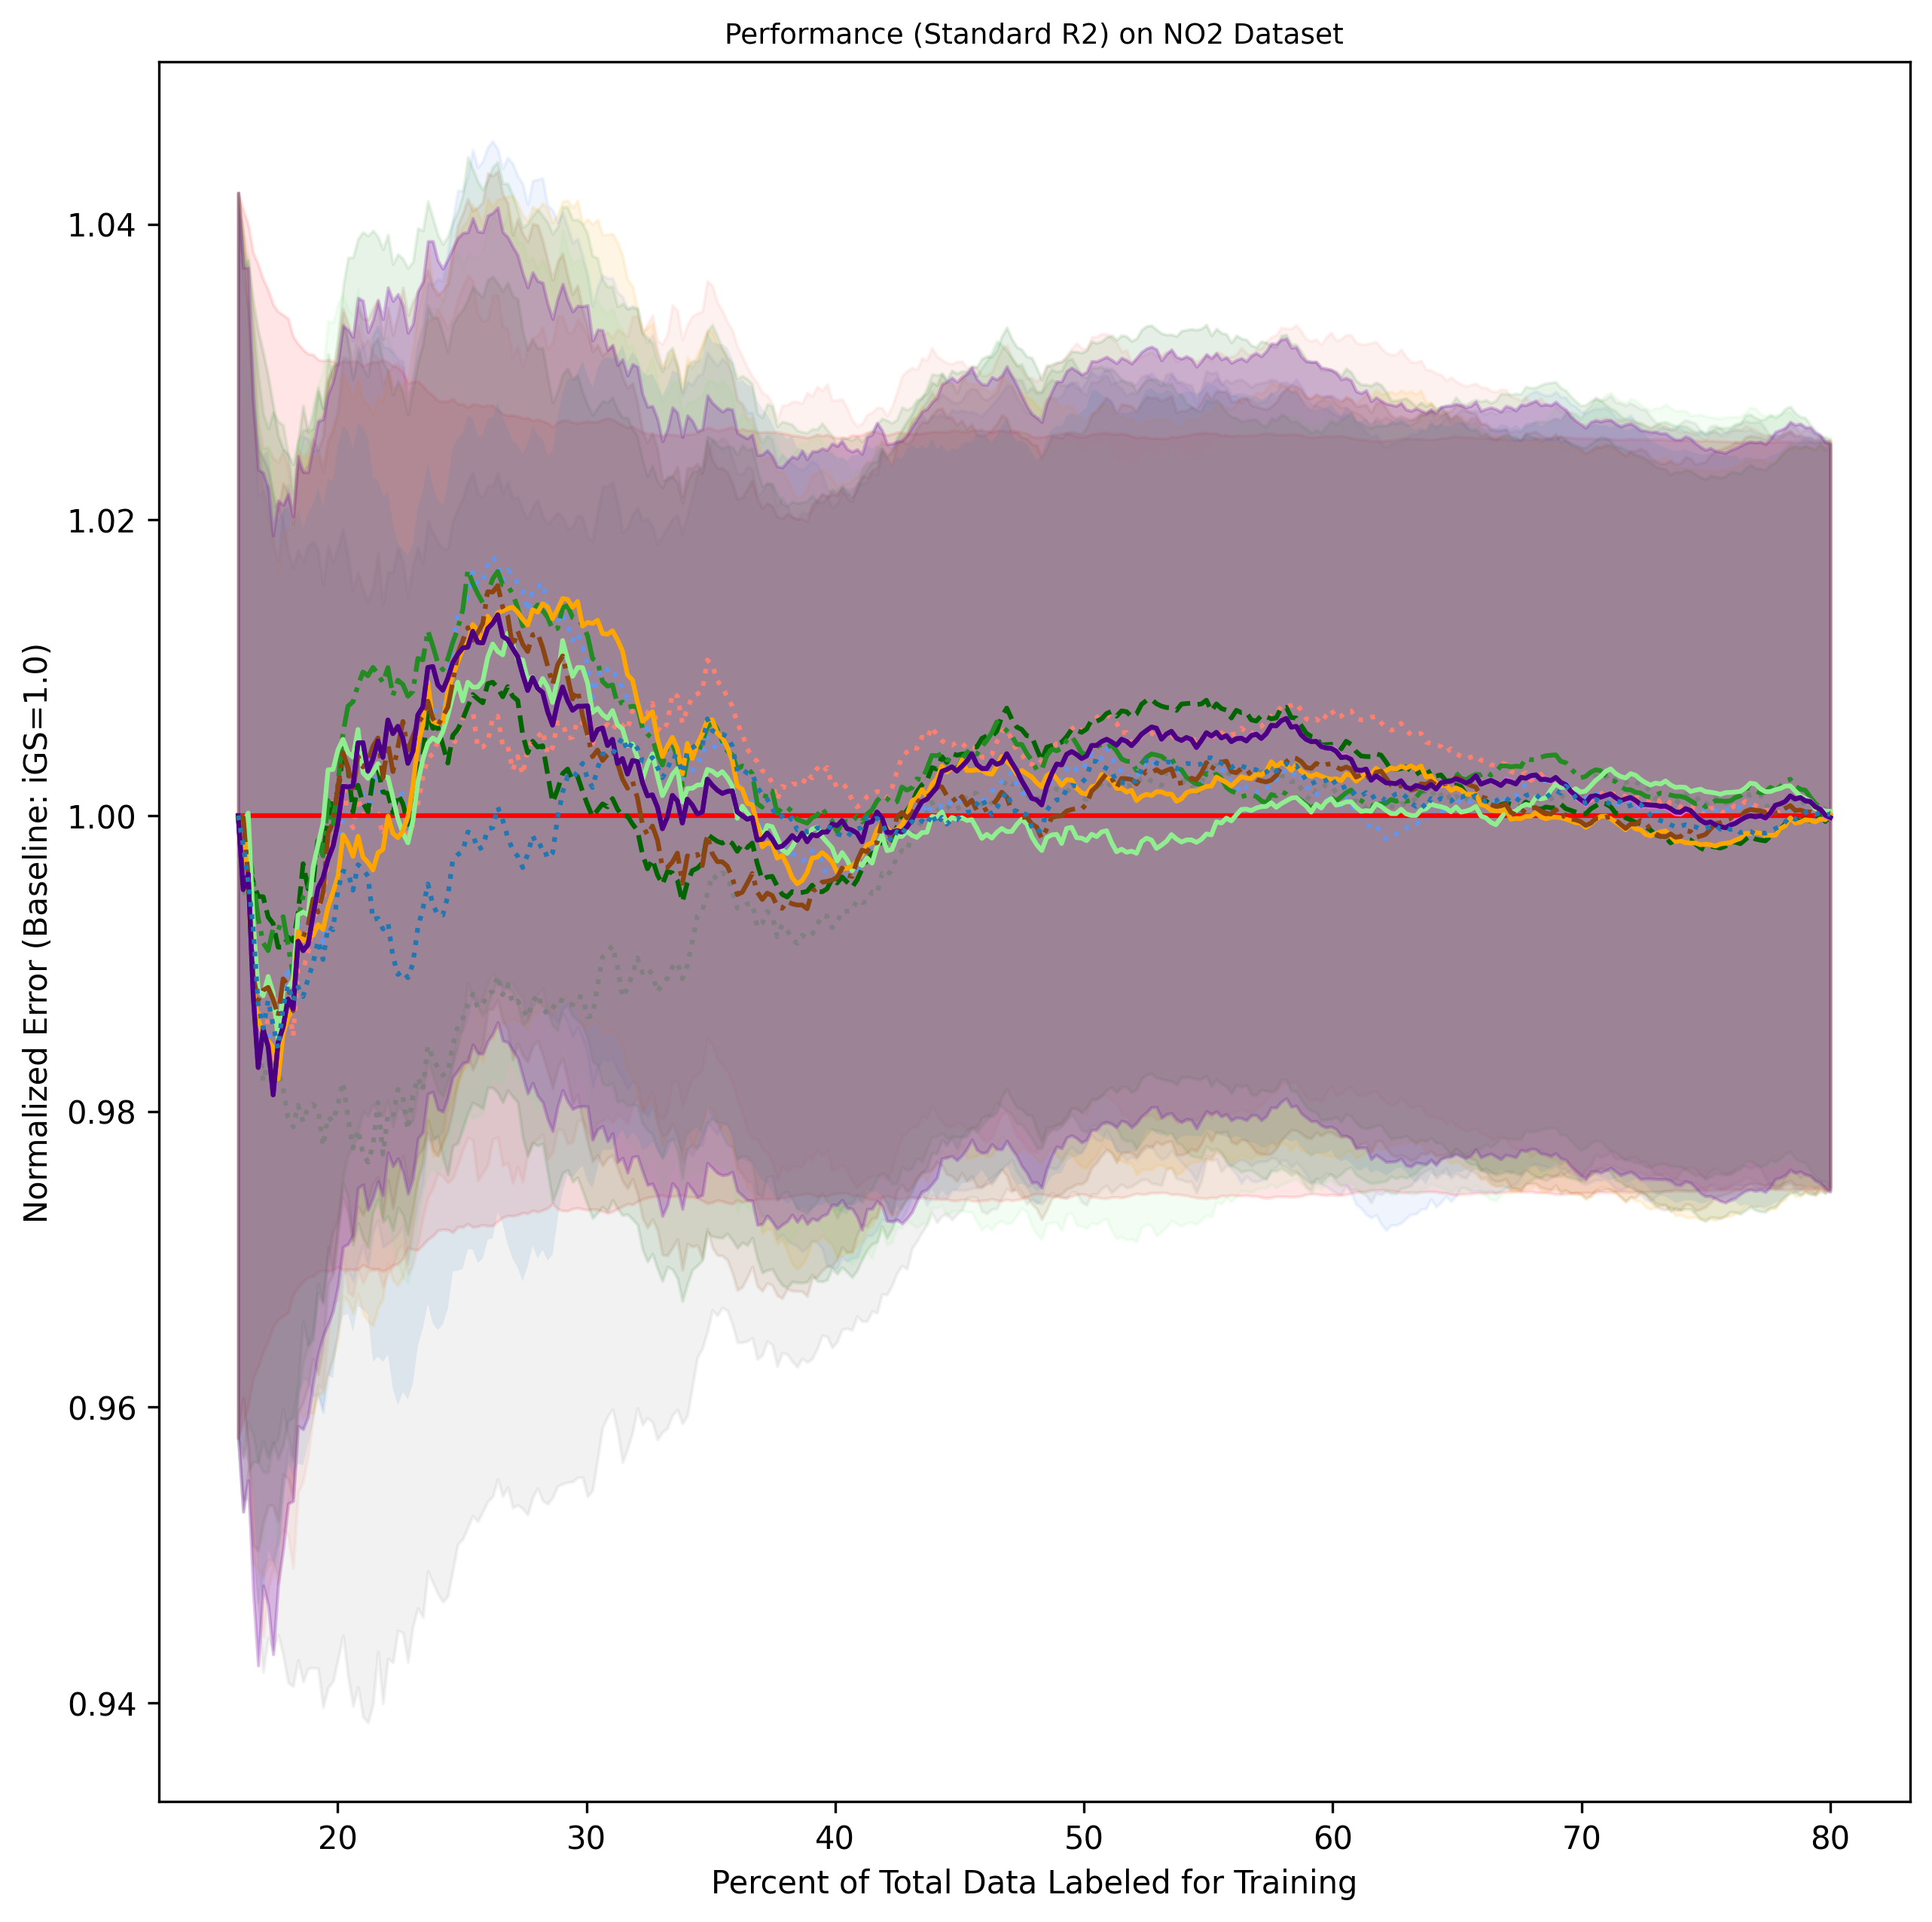 Performance (Standard R2) on NO2 Dataset
Normalized Error (Baseline: iGS=1.0)
1.04
1.02
1.00
0.98
0.96
0.94
20 30 40 50 60 70 80
Percent of Total Data Labeled for Training